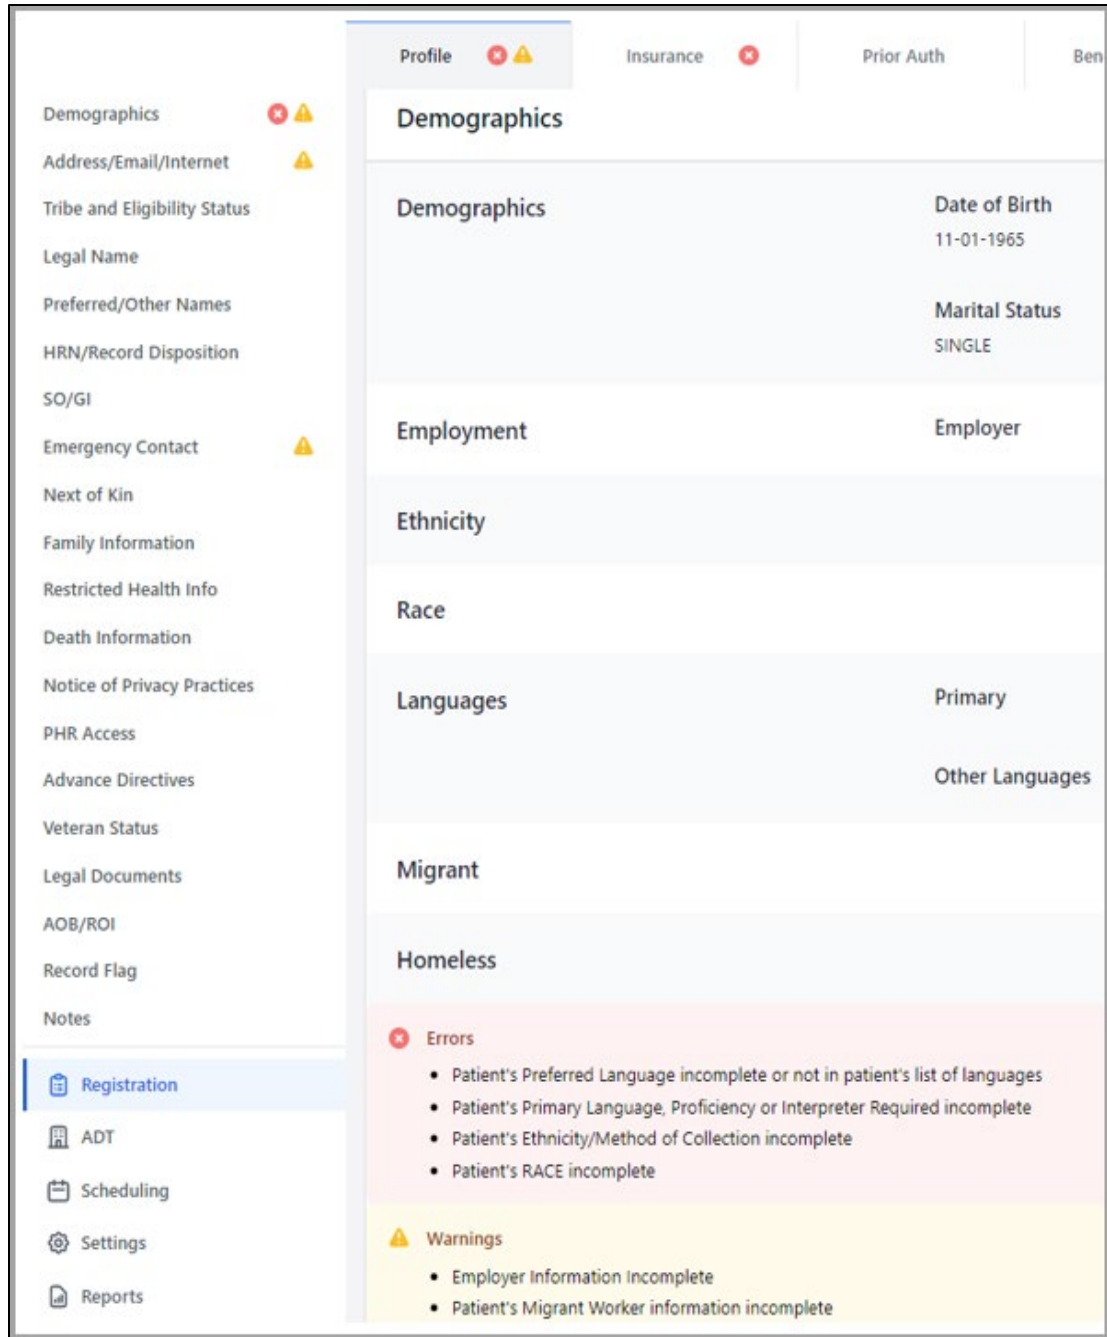 Profile
Insurance
Prior Auth
Ben
Demographics
Address/Email/Internet
Tribe and Eligibility Status
Legal Name
Preferred/Other Names
HRN/Record Disposition
SO/GI
Emergency Contact
Next of Kin
Family Information
Restricted Health Info
Death Information
Notice of Privacy Practices
PHR Access
Advance Directives
Veteran Status
Legal Documents
AOB/ROI
Record Flag
Notes
Registration
ADT
Scheduling
Settings
Reports
Demographics
Demographics
Date of Birth
11-01-1965
Marital Status
SINGLE
Employment
Employer
Ethnicity
Race
Languages
Primary
Other Languages
Migrant
Homeless
Errors
• Patient's Preferred Language incomplete or not in patient's list of languages
• Patient's Primary Language, Proficiency or Interpreter Required incomplete
• Patient's Ethnicity/Method of Collection incomplete
• Patient's RACE incomplete
Warnings
• Employer Information Incomplete
• Patient's Migrant Worker information incomplete